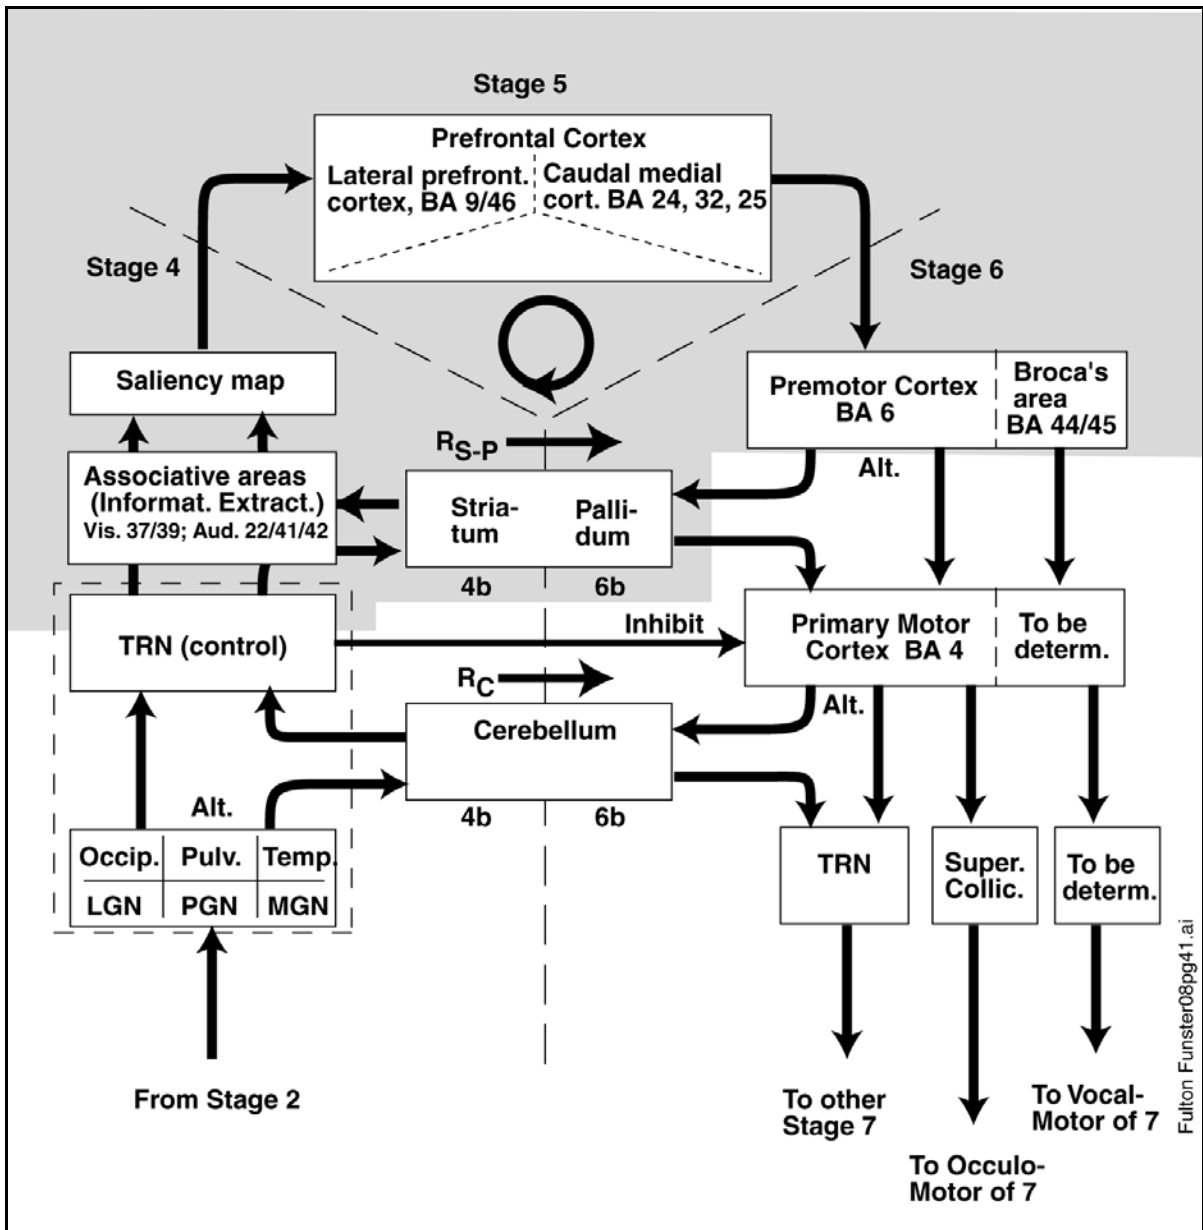 Stage 5
Prefrontal Cortex
Lateral prefront.
cortex, BA 9/46
Caudal medial
cort. BA 24, 32, 25
Stage 4
Stage 6
Saliency map
Premotor Cortex
BA 6
Broca's
area
BA 44/45
RS-P
Alt.
Associative areas
(Informat. Extract.)
Vis. 37/39; Aud. 22/41/42
Stria-
tum
Palli-
dum
4b
6b
TRN (control)
Inhibit
Primary Motor
Cortex BA 4
To be
determ.
RC
Alt.
Cerebellum
4b
6b
Alt.
Occip.
Pulv.
Temp.
LGN
PGN
MGN
TRN
Super.
Collic.
To be
determ.
From Stage 2
To other
Stage 7
To Occulo-
Motor of 7
To Vocal-
Motor of 7
Fulton Funster08pg41.ai